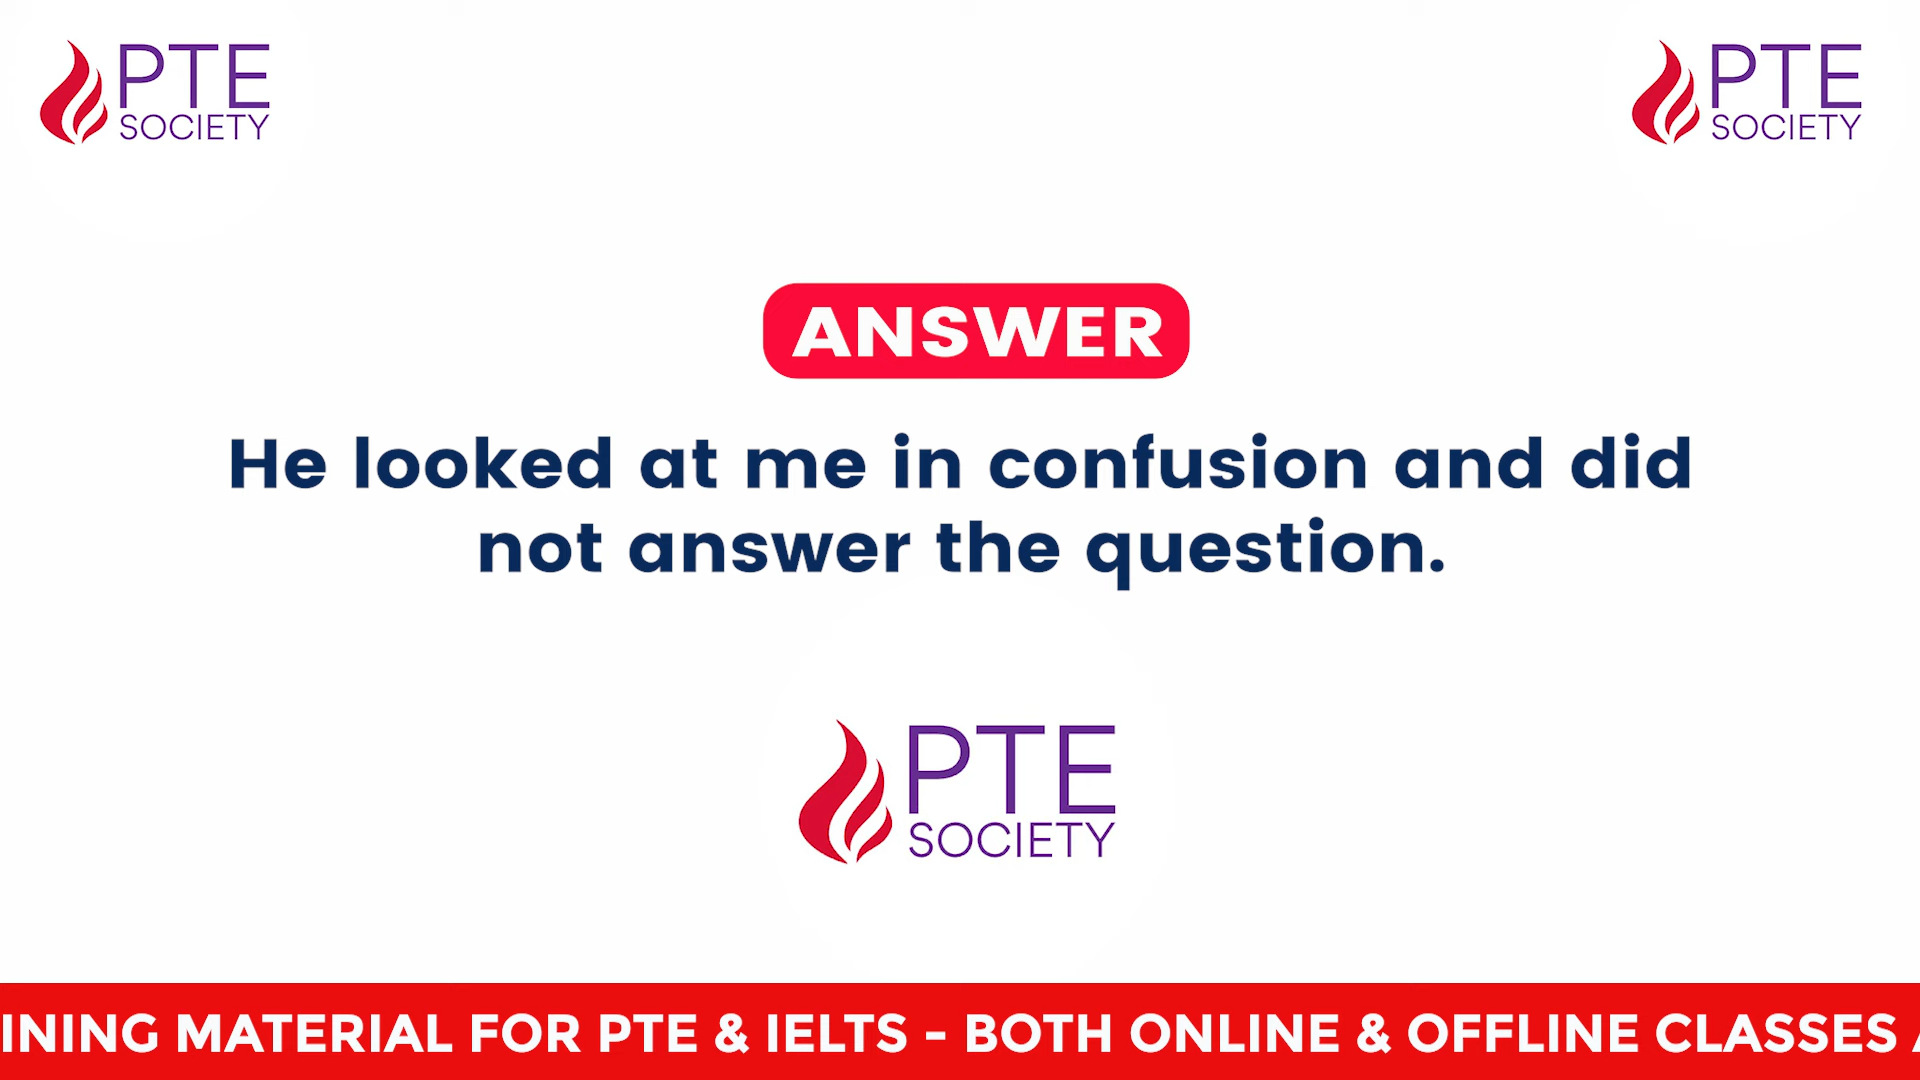 PTE
SOCIETY
PTE
SOCIETY
ANSWER
He looked at me in confusion and did
not answer the question.
PTE
SOCIETY
INING MATERIAL FOR PTE & IELTS - BOTH ONLINE & OFFLINE CLASSES A